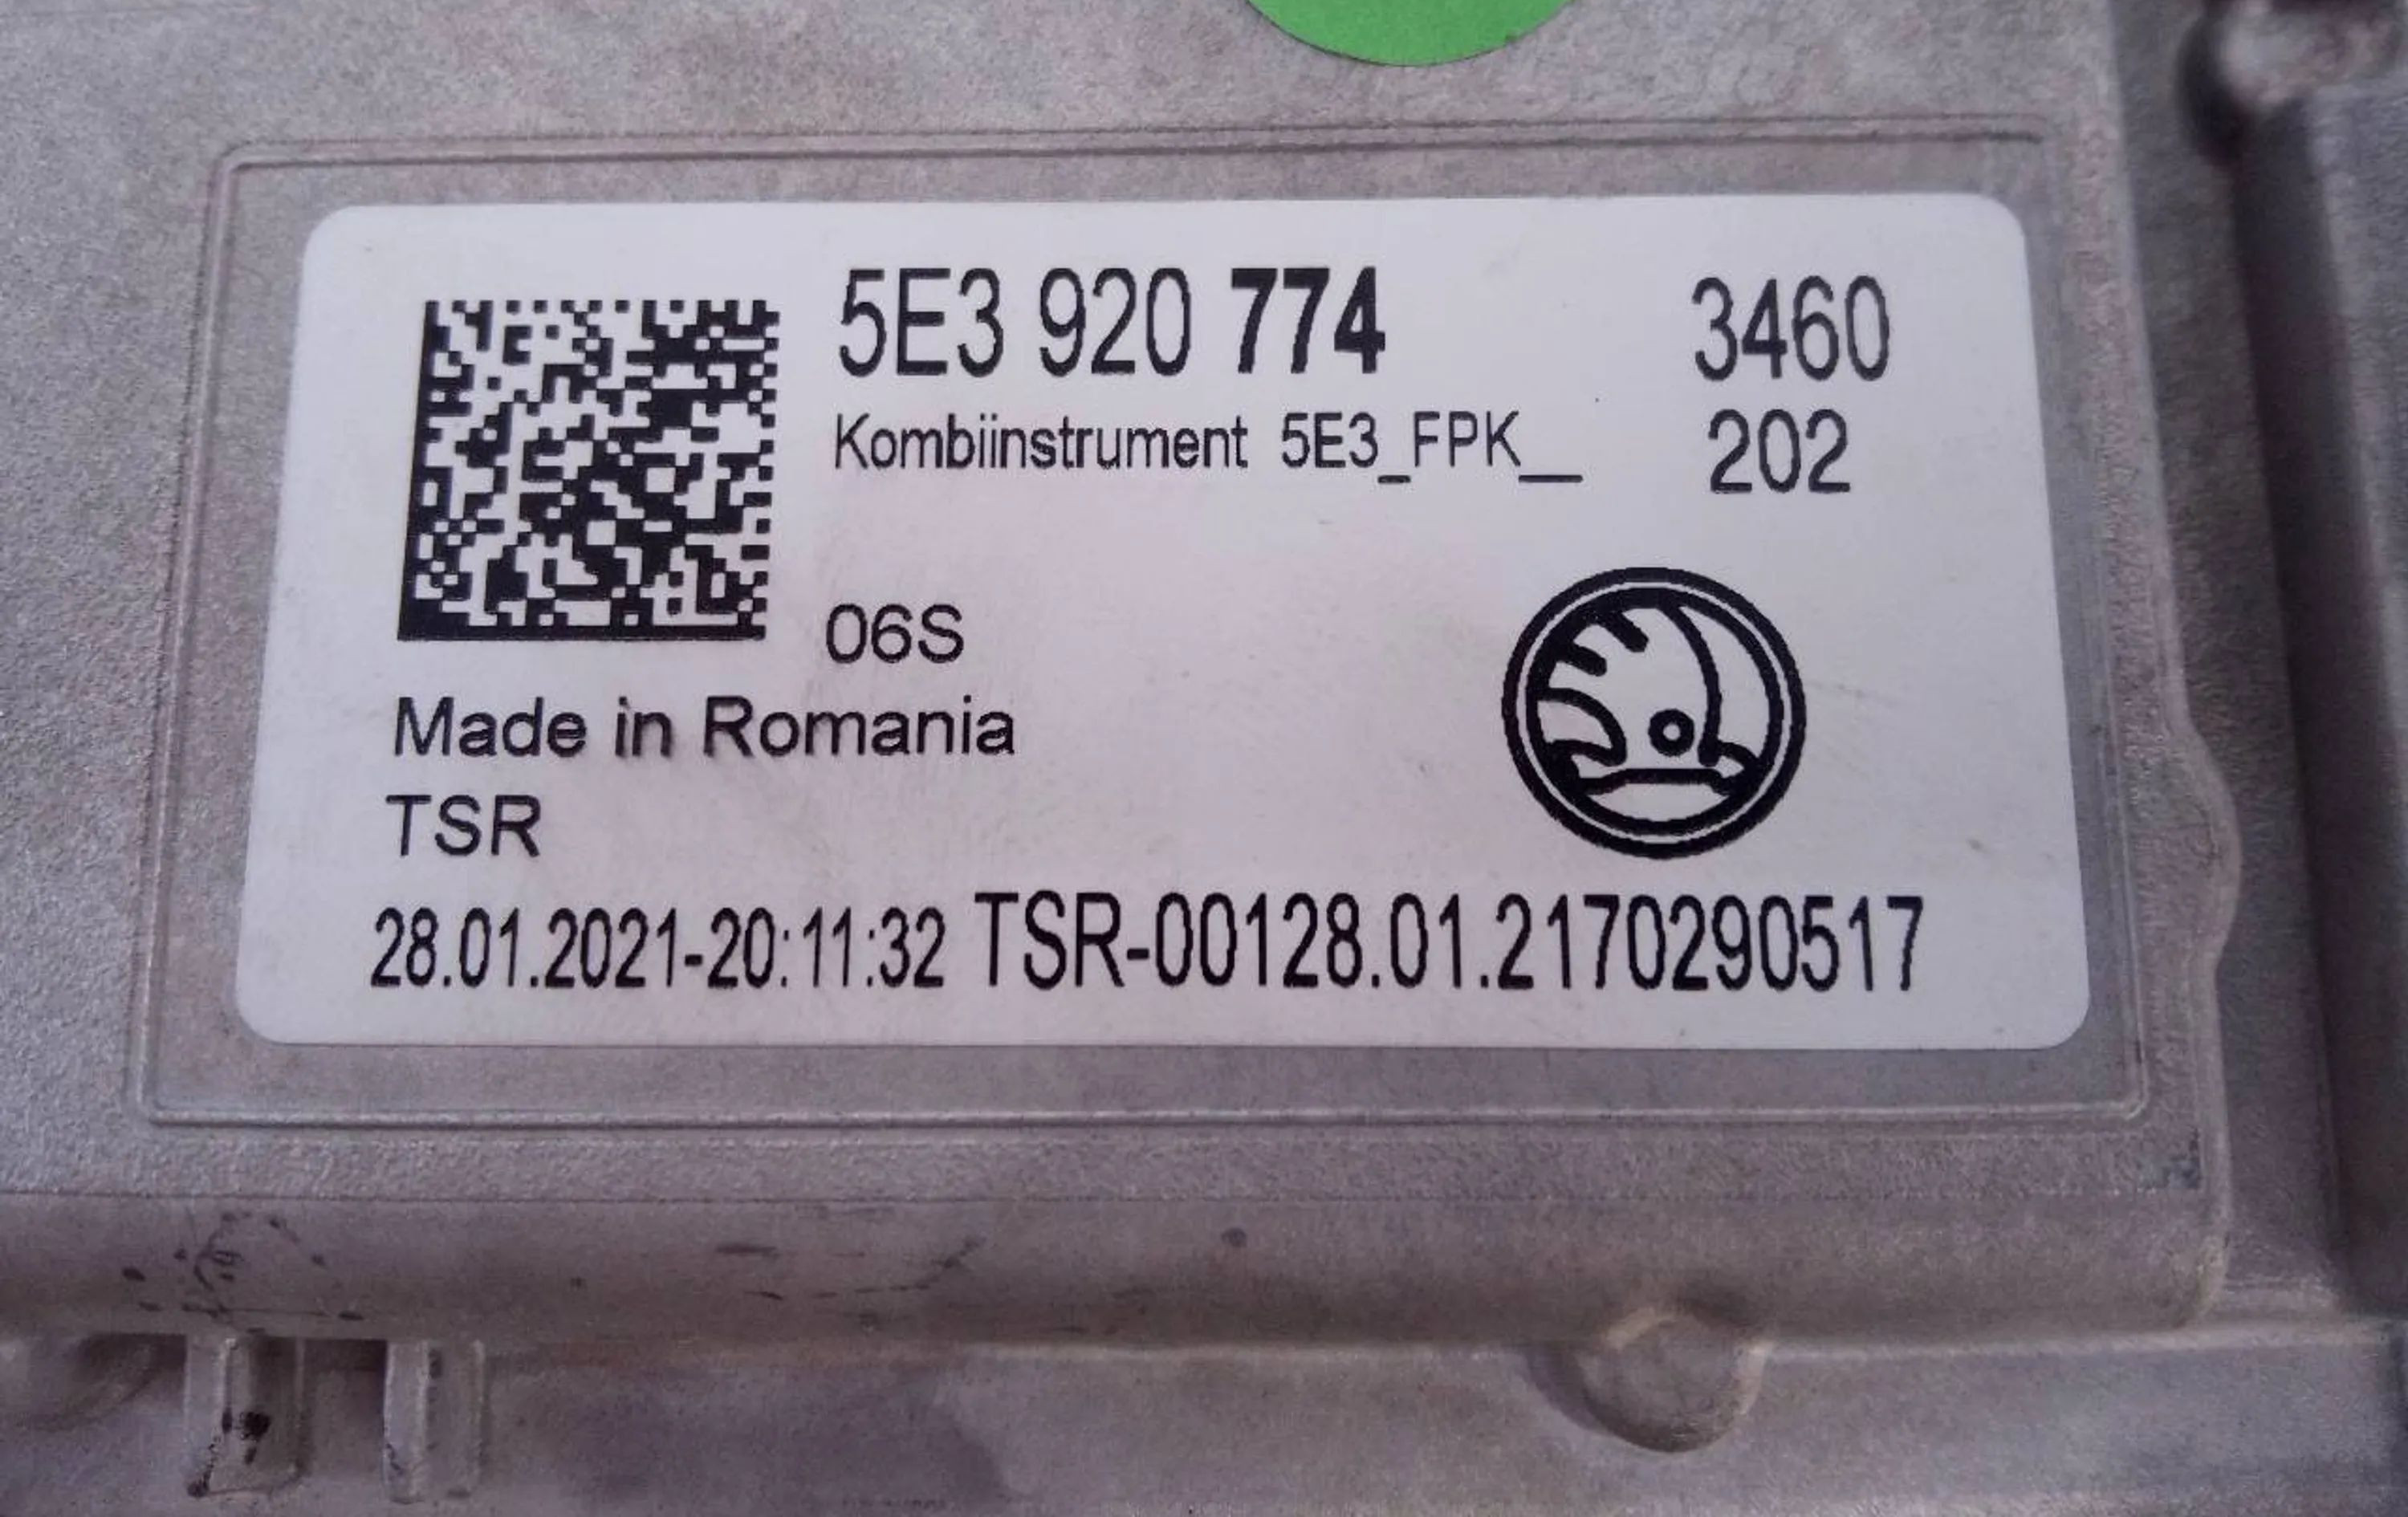 5E3 920 774 3460
Kombiinstrument 5E3_FPK__ 202
06S
Made in Romania
TSR
28.01.2021-20:11:32 TSR-00128.01.2170290517